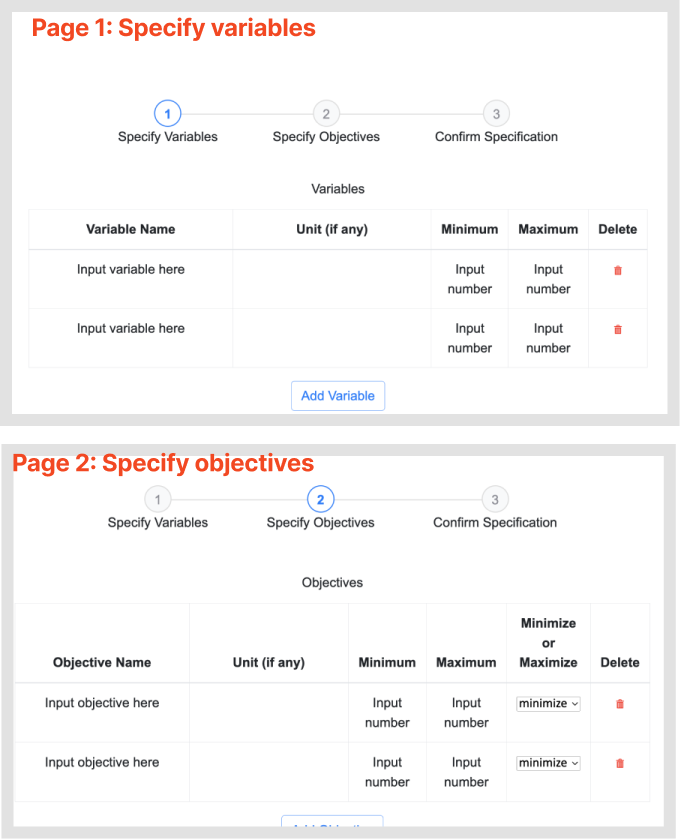 Page 1: Specify variables
1 2 3
Specify Variables Specify Objectives Confirm Specification
Variables
Variable Name Unit (if any) Minimum Maximum Delete
Input variable here Input number Input number
Input variable here Input number Input number
Add Variable
Page 2: Specify objectives
1 2 3
Specify Variables Specify Objectives Confirm Specification
Objectives
Objective Name Unit (if any) Minimum Maximum Minimize or Maximize Delete
Input objective here Input number Input number minimize
Input objective here Input number Input number minimize